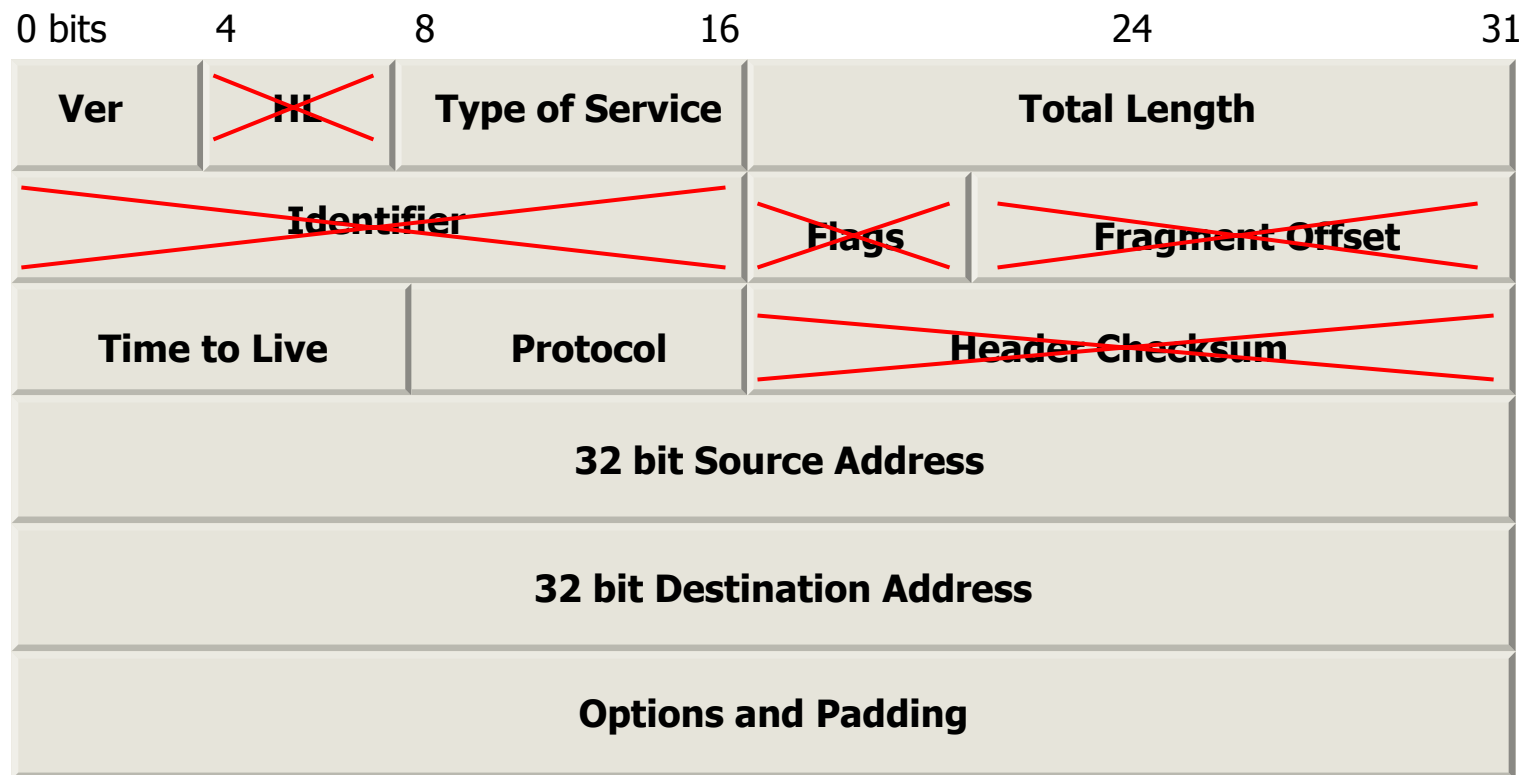 0 bits 4 8 16 24 31
Ver HL Type of Service Total Length
Identifier Flags Fragment Offset
Time to Live Protocol Header Checksum
32 bit Source Address
32 bit Destination Address
Options and Padding